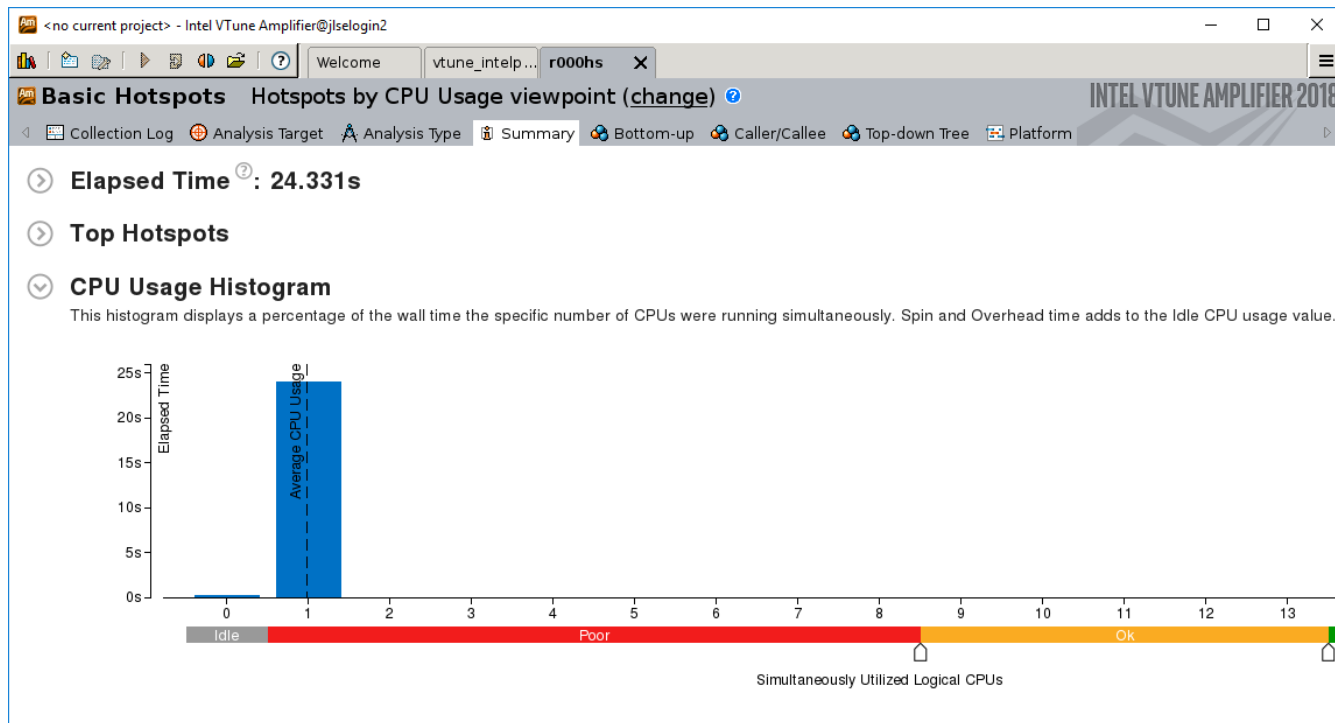 <no current project> - Intel VTune Amplifier@jlselogin2
Welcome
vtune_intelp...
r000hs
Basic Hotspots Hotspots by CPU Usage viewpoint (change)
INTEL VTUNE AMPLIFIER 2018
Collection Log
Analysis Target
Analysis Type
Summary
Bottom-up
Caller/Callee
Top-down Tree
Platform
Elapsed Time : 24.331s
Top Hotspots
CPU Usage Histogram
This histogram displays a percentage of the wall time the specific number of CPUs were running simultaneously. Spin and Overhead time adds to the Idle CPU usage value.
25s
20s
15s
10s
5s
0s
Elapsed Time
Average CPU Usage
0 1 2 3 4 5 6 7 8 9 10 11 12 13
Idle Poor Ok
Simultaneously Utilized Logical CPUs